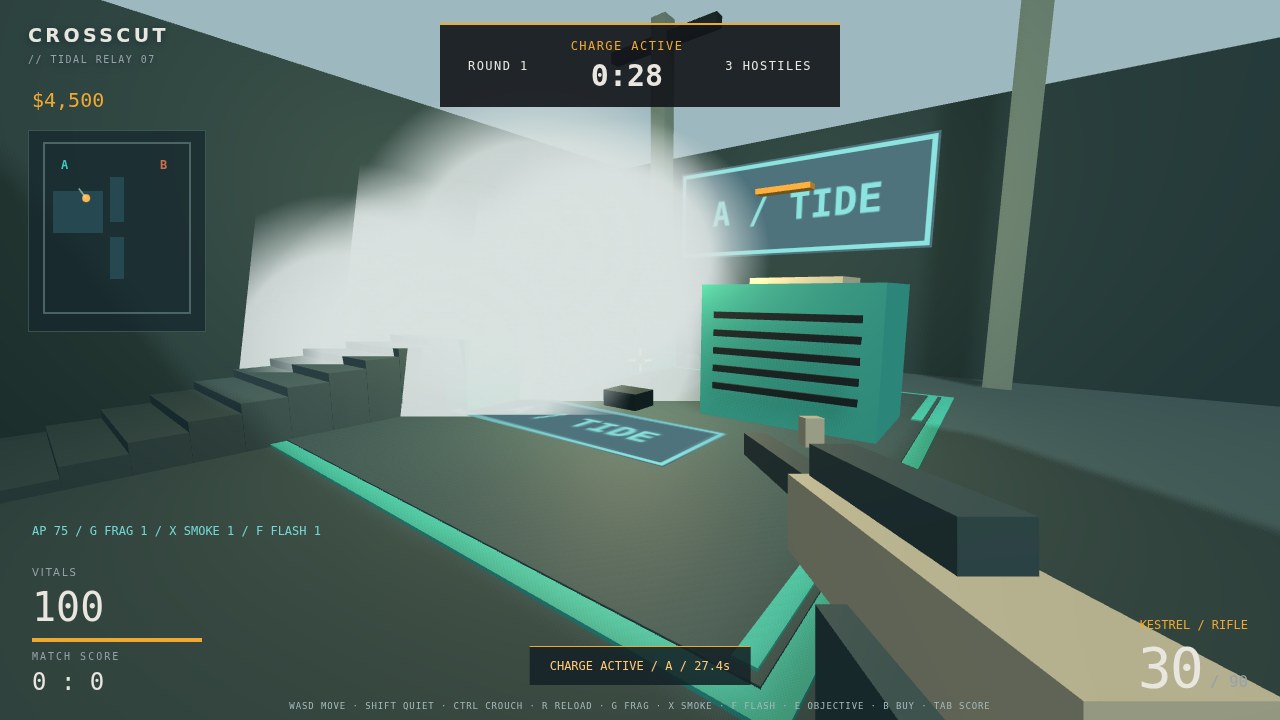 CROSSCUT
// TIDAL RELAY 07
$4,500
A B
CHARGE ACTIVE
ROUND 1 0:28 3 HOSTILES
A / TIDE
/ TIDE
AP 75 / G FRAG 1 / X SMOKE 1 / F FLASH 1
VITALS
100
MATCH SCORE
0 : 0
CHARGE ACTIVE / A / 27.4s
KESTREL / RIFLE
30 / 90
WASD MOVE · SHIFT QUIET · CTRL CROUCH · R RELOAD · G FRAG · X SMOKE · F FLASH · E OBJECTIVE · B BUY · TAB SCORE